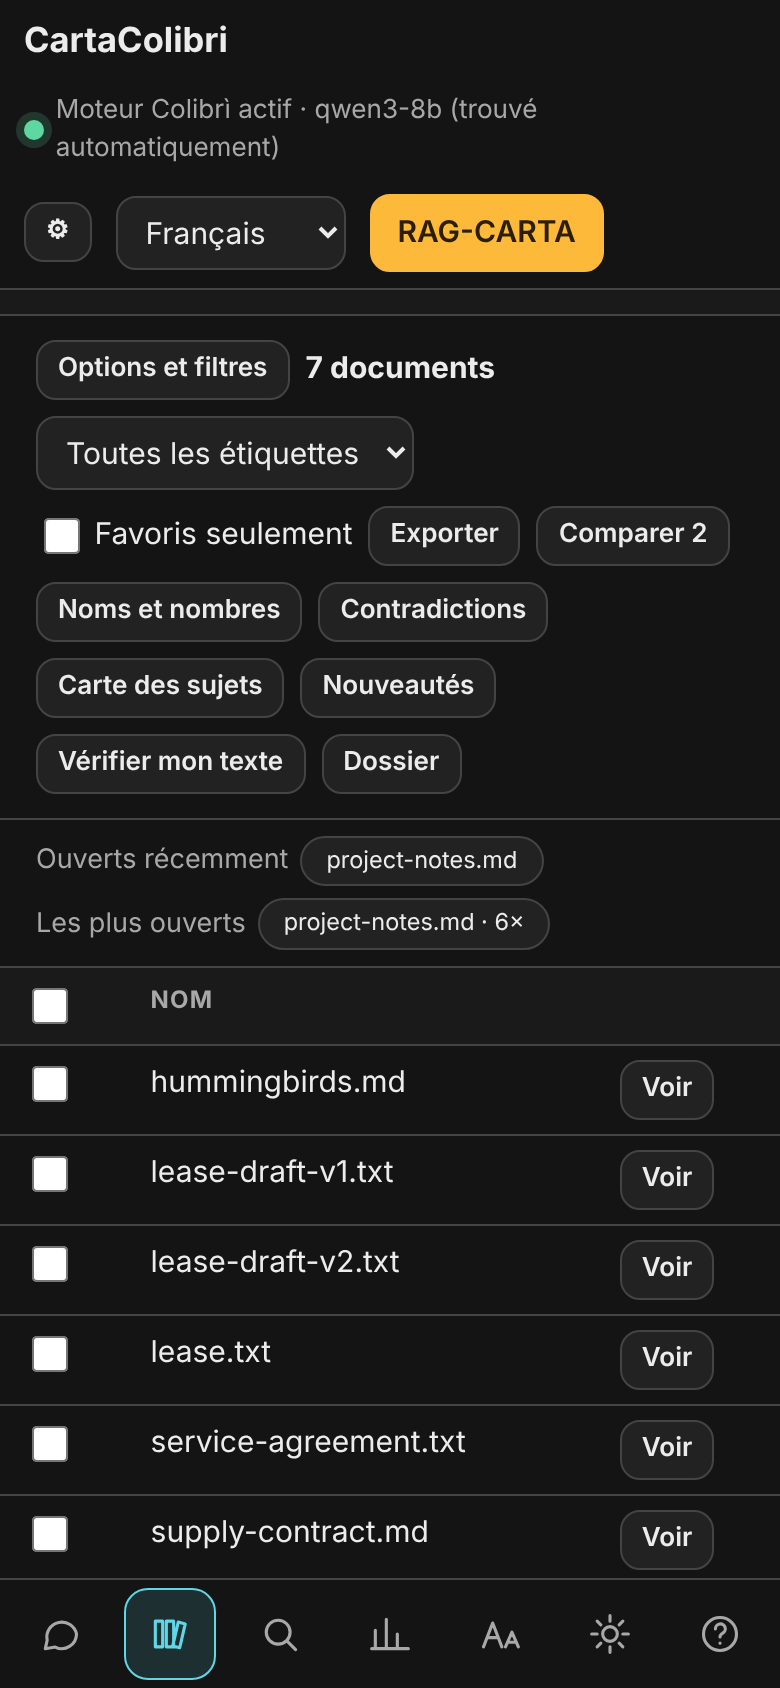 CartaColibri
Moteur Colibrì actif · qwen3-8b (trouvé
automatiquement)
Français
RAG-CARTA
Options et filtres 7 documents
Toutes les étiquettes
Favoris seulement Exporter Comparer 2
Noms et nombres Contradictions
Carte des sujets Nouveautés
Vérifier mon texte Dossier
Ouverts récemment project-notes.md
Les plus ouverts project-notes.md · 6×
NOM
hummingbirds.md Voir
lease-draft-v1.txt Voir
lease-draft-v2.txt Voir
lease.txt Voir
service-agreement.txt Voir
supply-contract.md Voir
AA